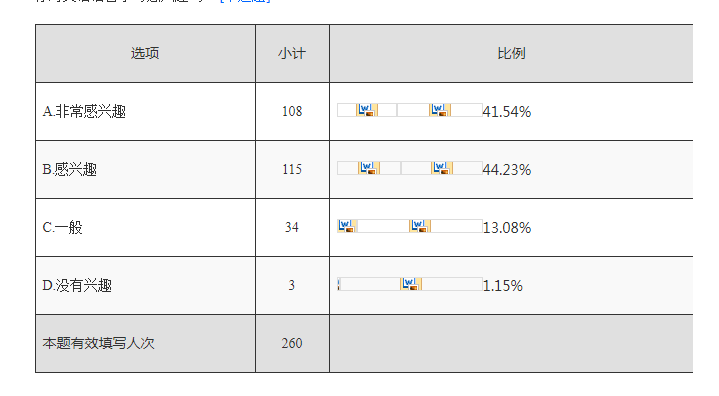 选项 小计 比例
A.非常感兴趣 108 41.54%
B.感兴趣 115 44.23%
C.一般 34 13.08%
D.没有兴趣 3 1.15%
本题有效填写人次 260